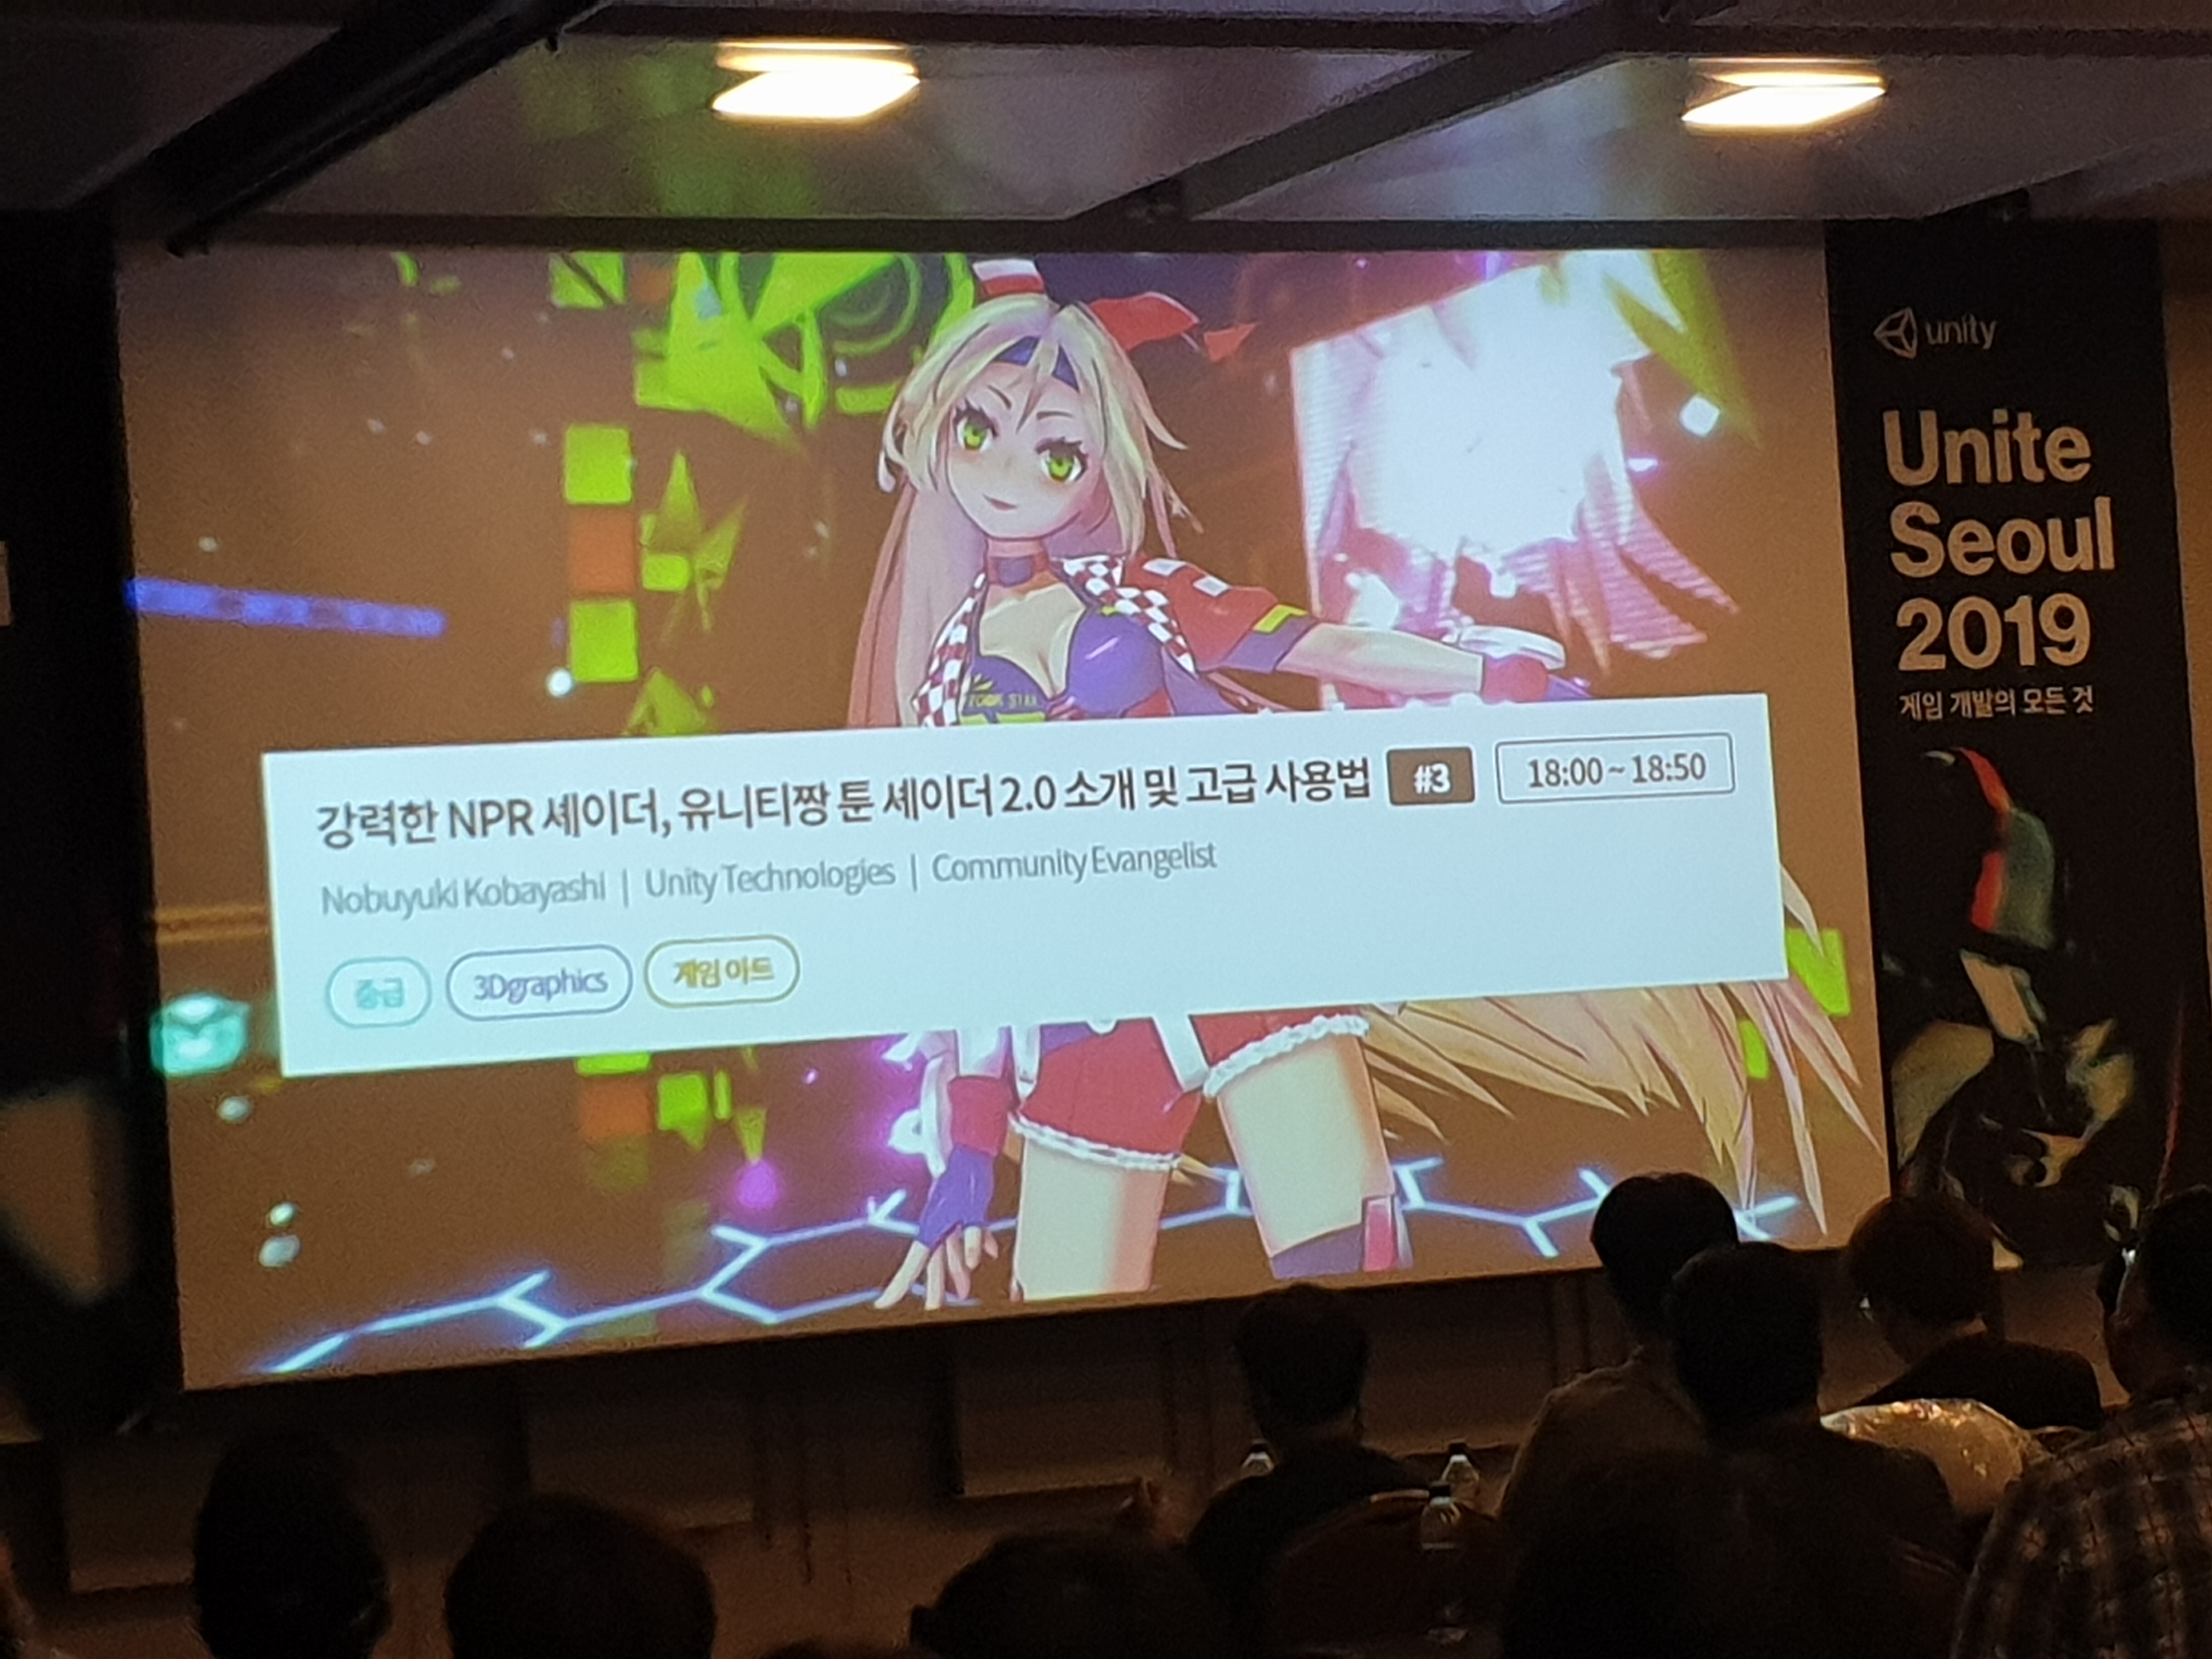 강력한 NPR 셰이더, 유니티짱 툰 셰이더 2.0 소개 및 고급 사용법 #3 18:00 ~ 18:50
Nobuyuki Kobayashi | Unity Technologies | Community Evangelist
중급 3Dgraphics 게임 아트
unity
Unite
Seoul
2019
게임 개발의 모든 것